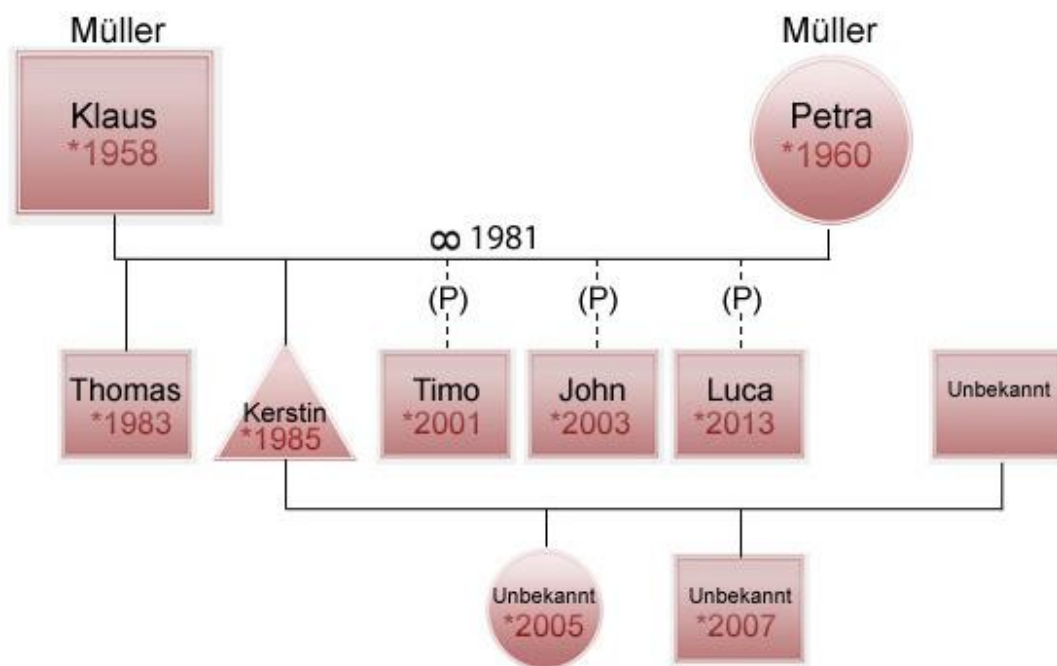 Müller
Müller
Klaus
*1958
Petra
*1960
∞ 1981
(P)
(P)
(P)
Thomas
*1983
Kerstin
*1985
Timo
*2001
John
*2003
Luca
*2013
Unbekannt
Unbekannt
*2005
Unbekannt
*2007